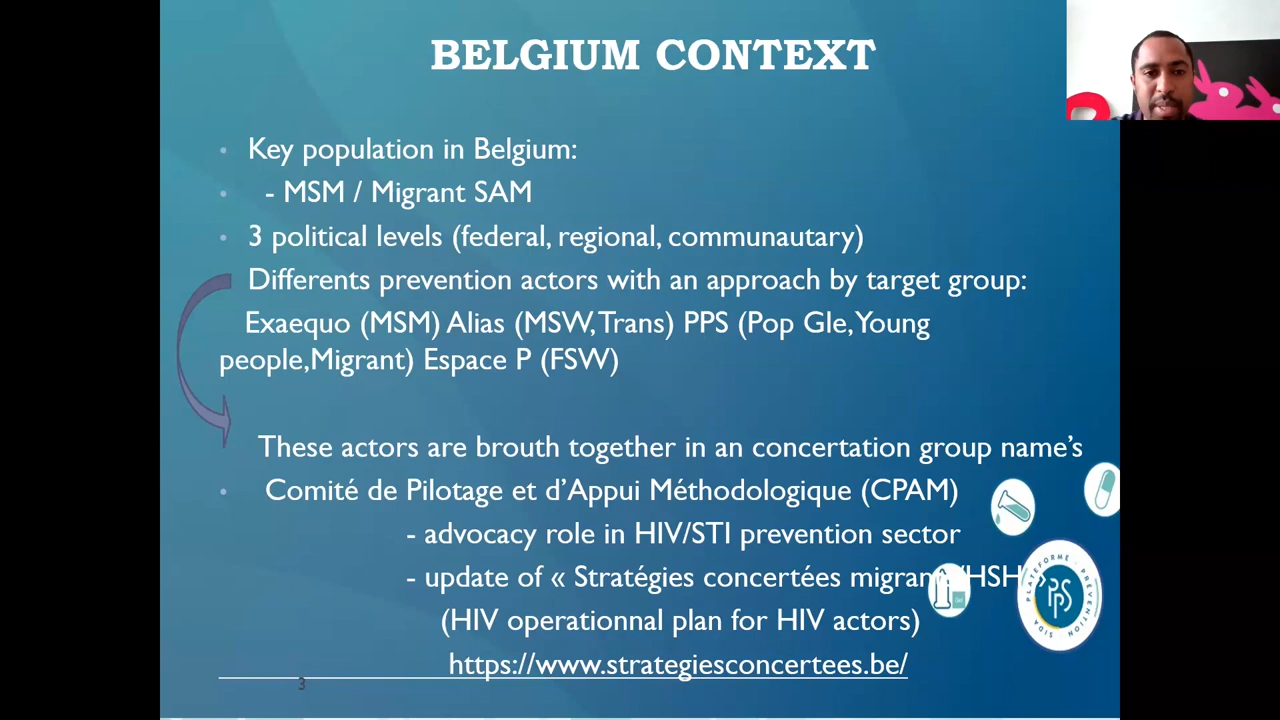 BELGIUM CONTEXT
• Key population in Belgium:
• - MSM / Migrant SAM
• 3 political levels (federal, regional, communautary)
Differents prevention actors with an approach by target group:
Exaequo (MSM) Alias (MSW,Trans) PPS (Pop Gle,Young
people,Migrant) Espace P (FSW)
These actors are brouth together in an concertation group name's
• Comité de Pilotage et d'Appui Méthodologique (CPAM)
- advocacy role in HIV/STI prevention sector
- update of « Stratégies concertées /HSH »
(HIV operationnal plan for HIV actors)
https://www.strategiesconcertees.be/
3
PLATEFORME PRÉVENTION SIDA
PPS